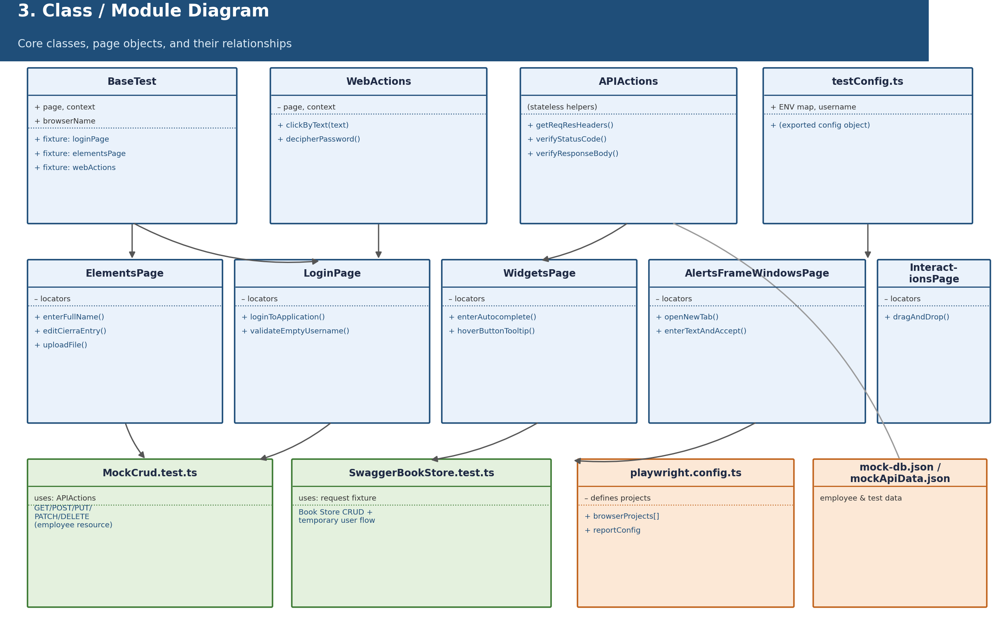 3. Class / Module Diagram
Core classes, page objects, and their relationships
BaseTest
+ page, context
+ browserName
+ fixture: loginPage
+ fixture: elementsPage
+ fixture: webActions
WebActions
– page, context
+ clickByText(text)
+ decipherPassword()
APIActions
(stateless helpers)
+ getReqResHeaders()
+ verifyStatusCode()
+ verifyResponseBody()
testConfig.ts
+ ENV map, username
+ (exported config object)
ElementsPage
– locators
+ enterFullName()
+ editCierraEntry()
+ uploadFile()
LoginPage
– locators
+ loginToApplication()
+ validateEmptyUsername()
WidgetsPage
– locators
+ enterAutocomplete()
+ hoverButtonTooltip()
AlertsFrameWindowsPage
– locators
+ openNewTab()
+ enterTextAndAccept()
Interact-
ionsPage
– locators
+ dragAndDrop()
MockCrud.test.ts
uses: APIActions
GET/POST/PUT/
PATCH/DELETE
(employee resource)
SwaggerBookStore.test.ts
uses: request fixture
Book Store CRUD +
temporary user flow
playwright.config.ts
– defines projects
+ browserProjects[]
+ reportConfig
mock-db.json /
mockApiData.json
employee & test data